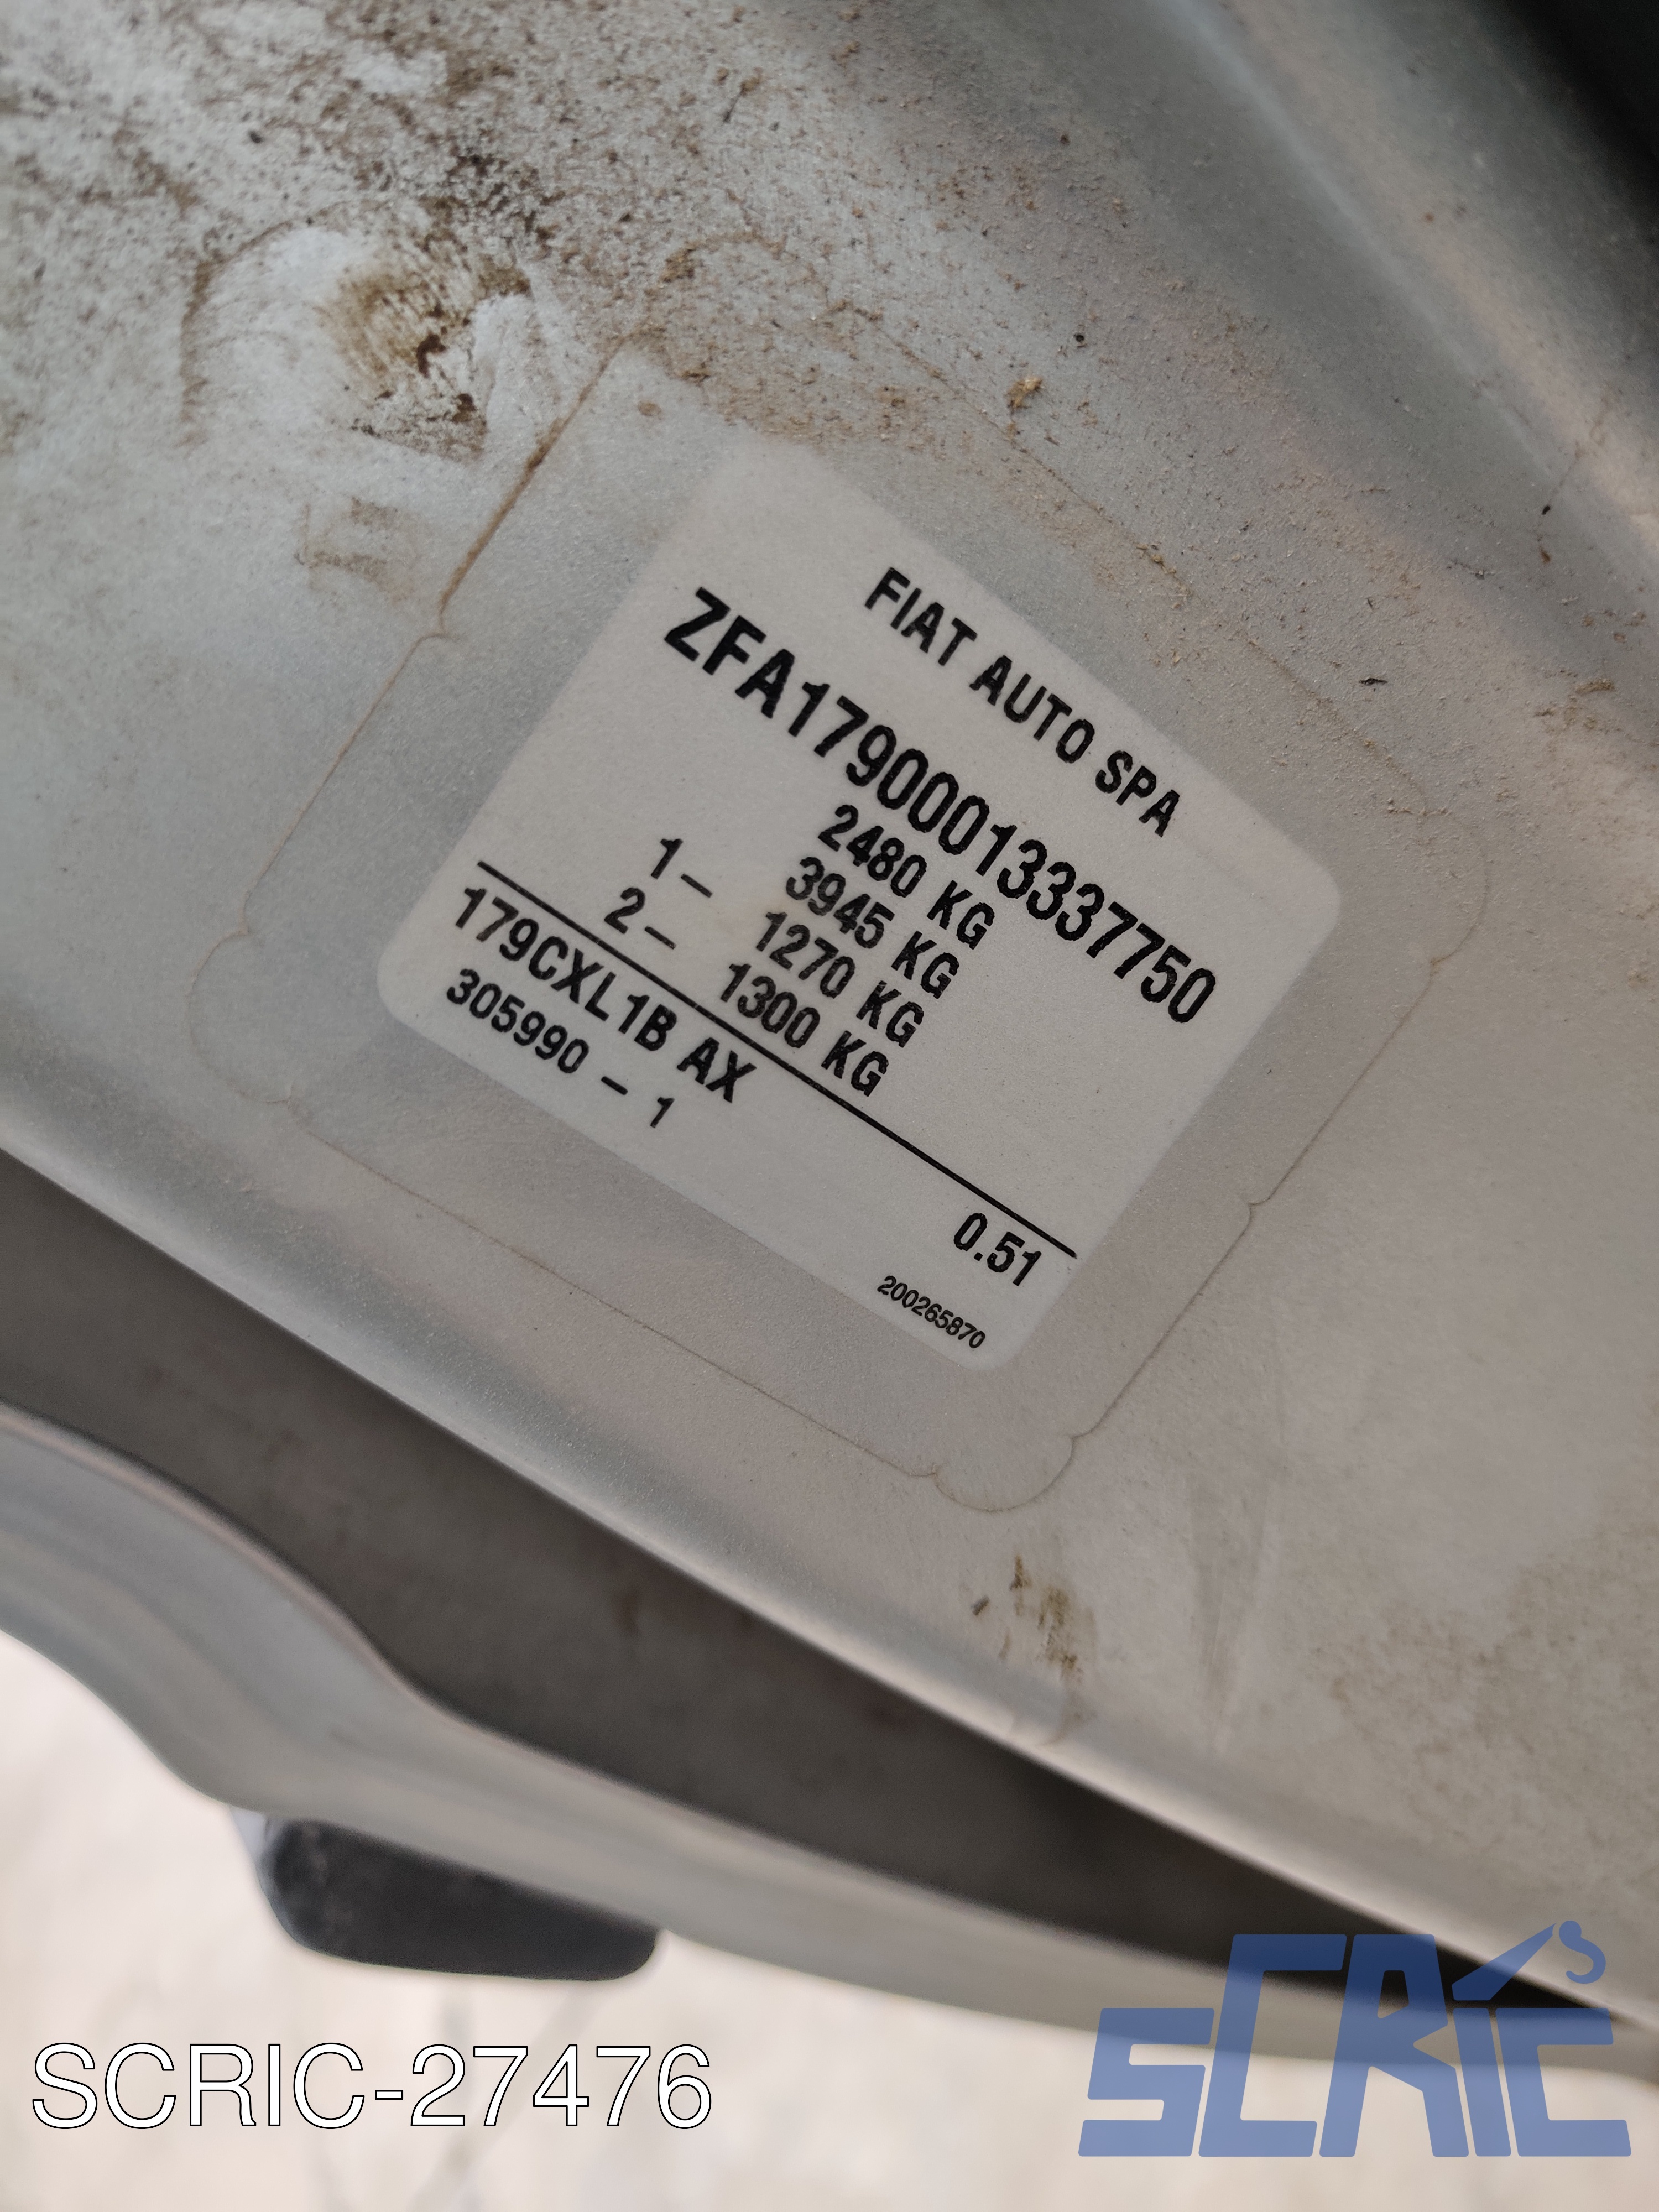 FIAT AUTO SPA
ZFA17900013337750
2480 KG
3945 KG
1- 1270 KG
2- 1300 KG
179CXL1B AX
0.51
305990 - 1
200265870
SCRIC-27476
SCRIC's